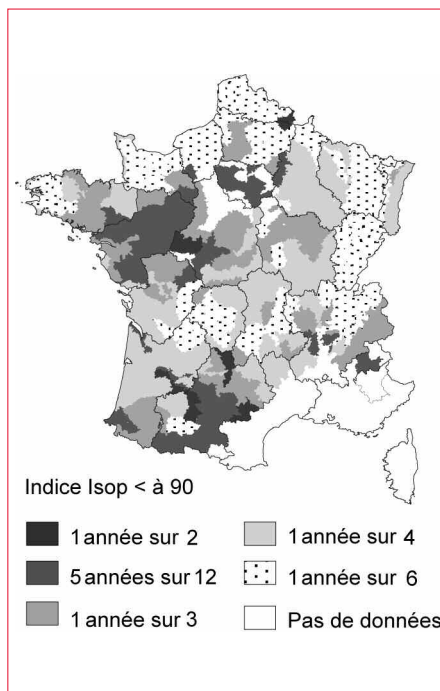 Indice Isop < à 90
1 année sur 2
5 années sur 12
1 année sur 3
1 année sur 4
1 année sur 6
Pas de données